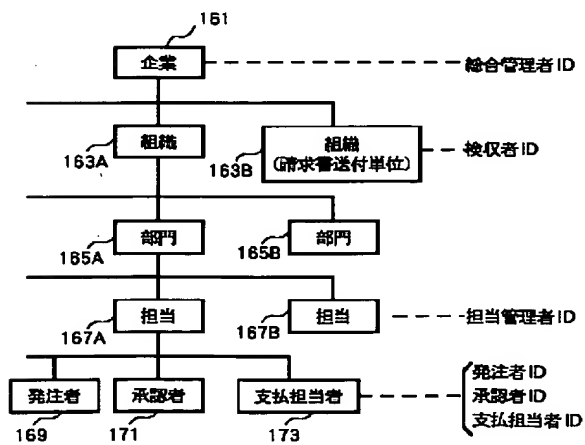 161
企業
総合管理者ID
組織
163A
組織
(請求書送付単位)
163B
検収者ID
部門
165A
部門
165B
担当
167A
担当
167B
担当管理者ID
発注者
169
承認者
171
支払担当者
173
発注者ID
承認者ID
支払担当者ID